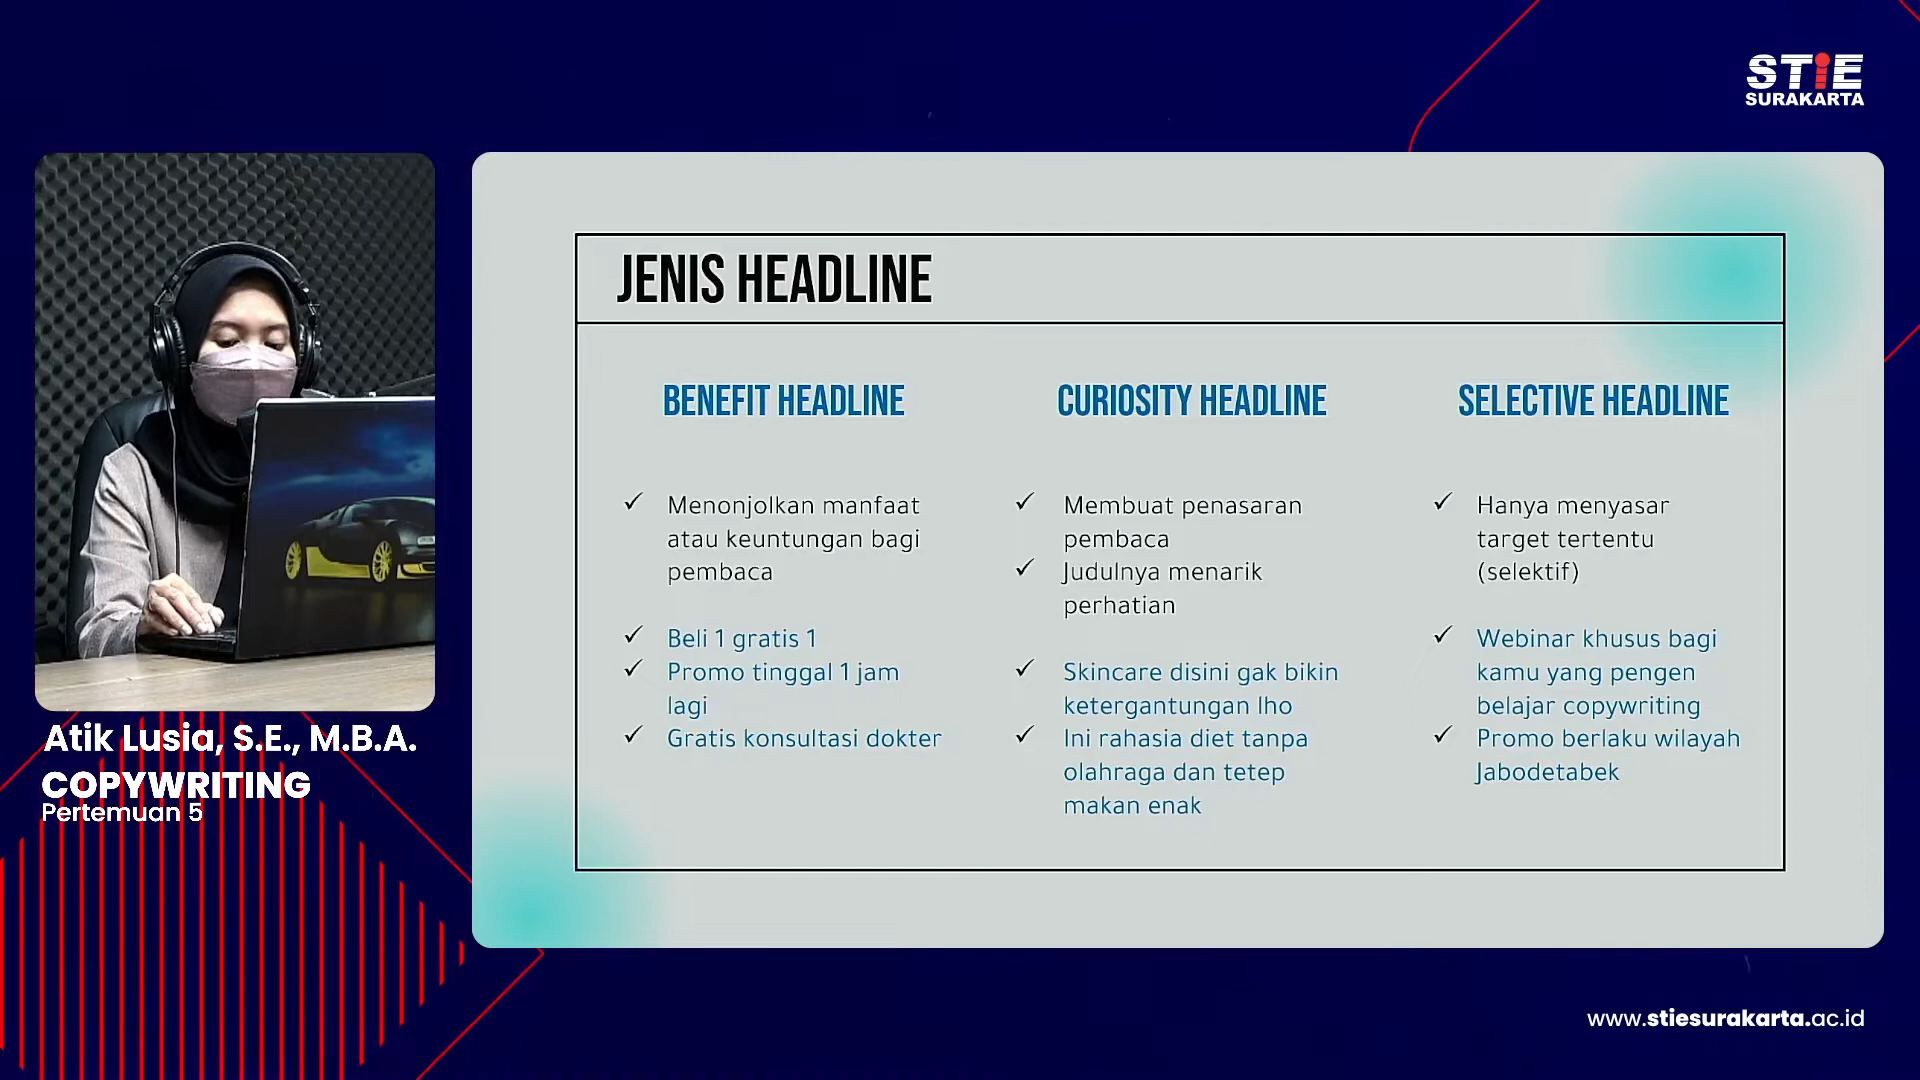 STiE
SURAKARTA
JENIS HEADLINE
BENEFIT HEADLINE
✓ Menonjolkan manfaat
atau keuntungan bagi
pembaca
✓ Beli 1 gratis 1
✓ Promo tinggal 1 jam
lagi
✓ Gratis konsultasi dokter
CURIOSITY HEADLINE
✓ Membuat penasaran
pembaca
✓ Judulnya menarik
perhatian
✓ Skincare disini gak bikin
ketergantungan lho
✓ Ini rahasia diet tanpa
olahraga dan tetep
makan enak
SELECTIVE HEADLINE
✓ Hanya menyasar
target tertentu
(selektif)
✓ Webinar khusus bagi
kamu yang pengen
belajar copywriting
✓ Promo berlaku wilayah
Jabodetabek
Atik Lusia, S.E., M.B.A.
COPYWRITING
Pertemuan 5
www.stiesurakarta.ac.id